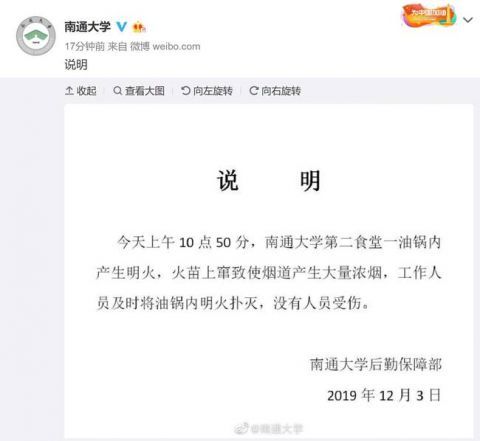 南通大学
17分钟前 来自 微博 weibo.com
为中国加油
说明
收起 查看大图 向左旋转 向右旋转
说 明
今天上午 10 点 50 分，南通大学第二食堂一油锅内
产生明火，火苗上窜致使烟道产生大量浓烟，工作人
员及时将油锅内明火扑灭，没有人员受伤。
南通大学后勤保障部
2019 年 12 月 3 日
@南通大学